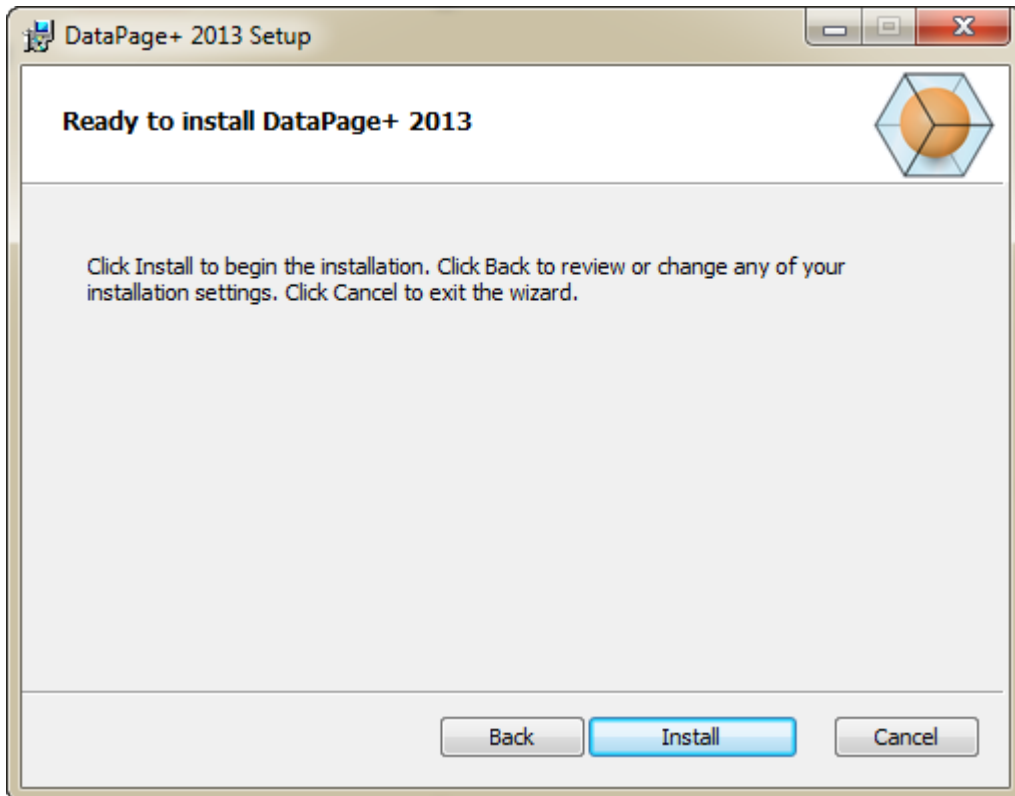 DataPage+ 2013 Setup
Ready to install DataPage+ 2013
Click Install to begin the installation. Click Back to review or change any of your
installation settings. Click Cancel to exit the wizard.
Back Install Cancel